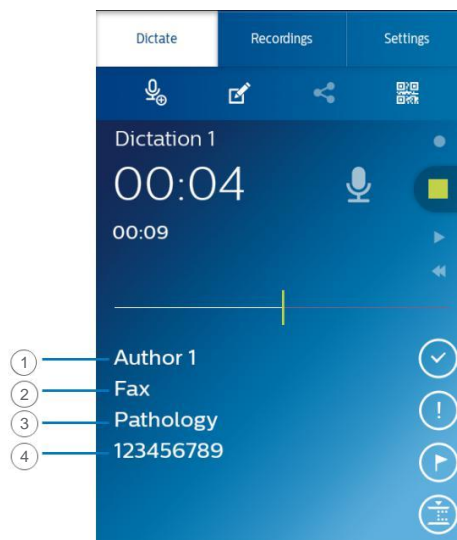 Dictate Recordings Settings
Dictation 1
00:04
00:09
1 Author 1
2 Fax
3 Pathology
4 123456789